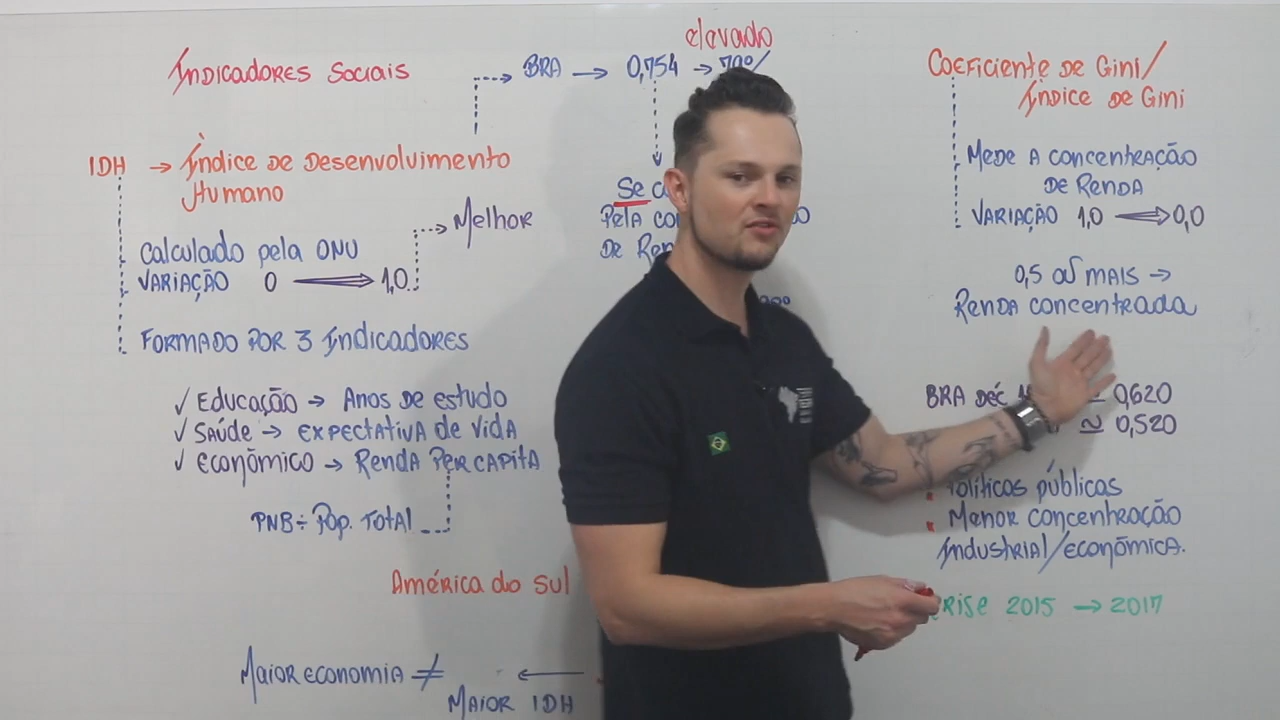 Indicadores Sociais
IDH → Índice de Desenvolvimento
Humano
Calculado pela ONU
Variação 0 ⟹ 1,0
Melhor
Formado por 3 Indicadores
✓ Educação → Anos de estudo
✓ Saúde → expectativa de vida
✓ econômico → Renda Per capita
PNB ÷ Pop. Total
América do Sul
Maior economia ≠
← Maior IDH
elevado
BRA → 0,754 →
Se
Pela
de
Coeficiente de Gini/
Índice de Gini
Mede a concentração
de Renda
Variação 1,0 ⟹ 0,0
0,5 ou mais →
Renda concentrada
BRA Déc ≃ 0,620
≃ 0,520
Políticas públicas
Menor concentração
Industrial/econômica.
2015 → 2017